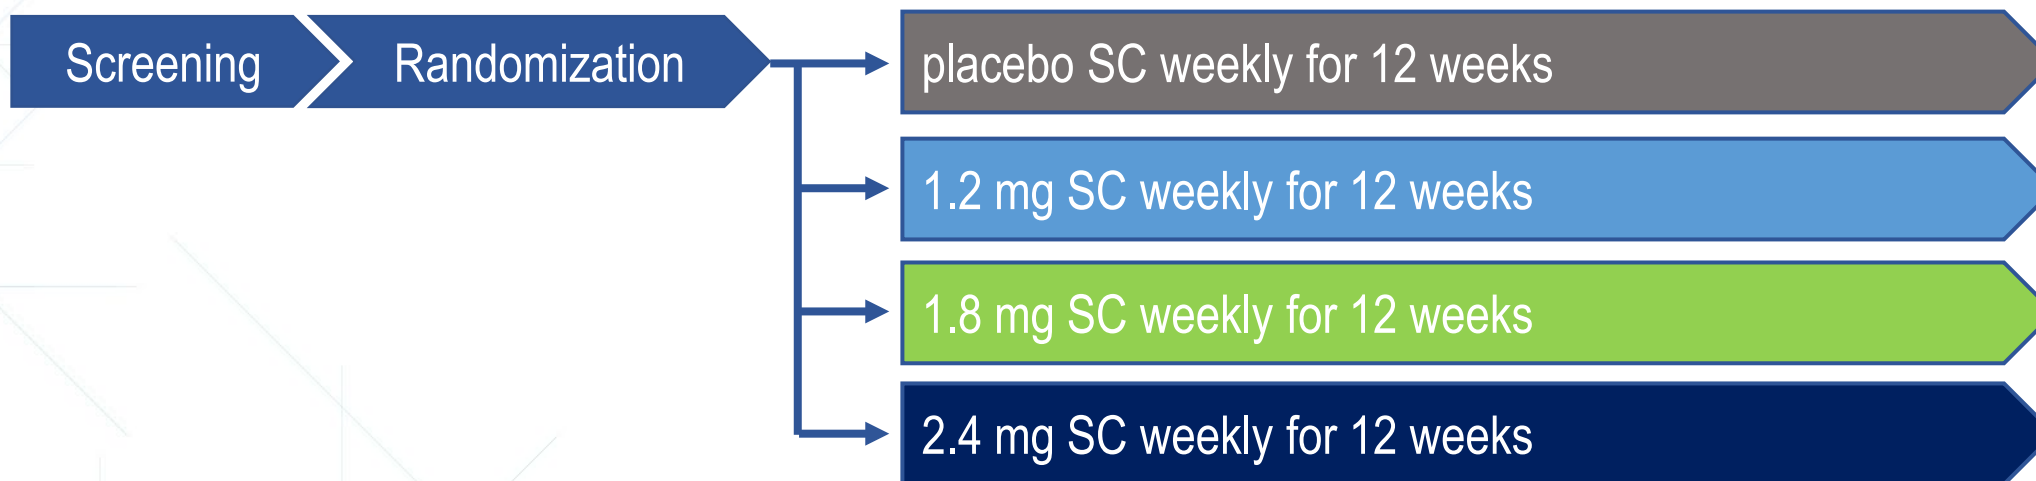 Screening
Randomization
placebo SC weekly for 12 weeks
1.2 mg SC weekly for 12 weeks
1.8 mg SC weekly for 12 weeks
2.4 mg SC weekly for 12 weeks